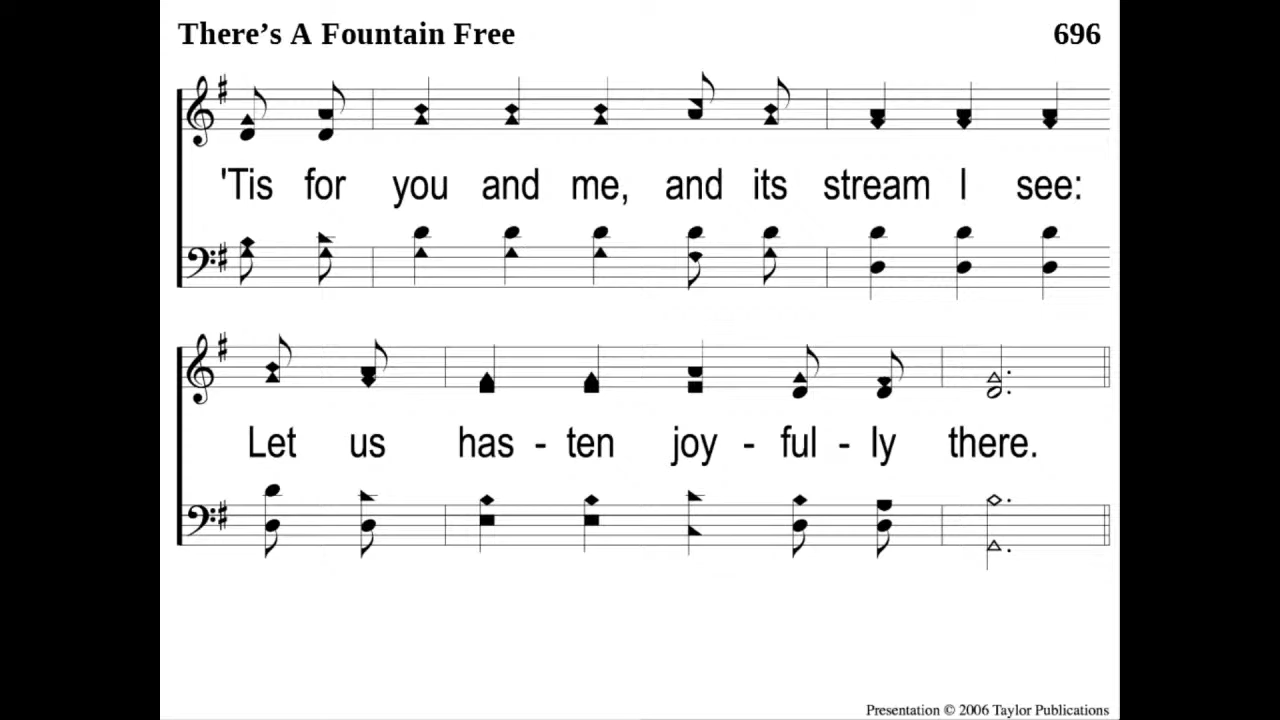 There’s A Fountain Free 696
'Tis for you and me, and its stream I see:
Let us has - ten joy - ful - ly there.
Presentation © 2006 Taylor Publications